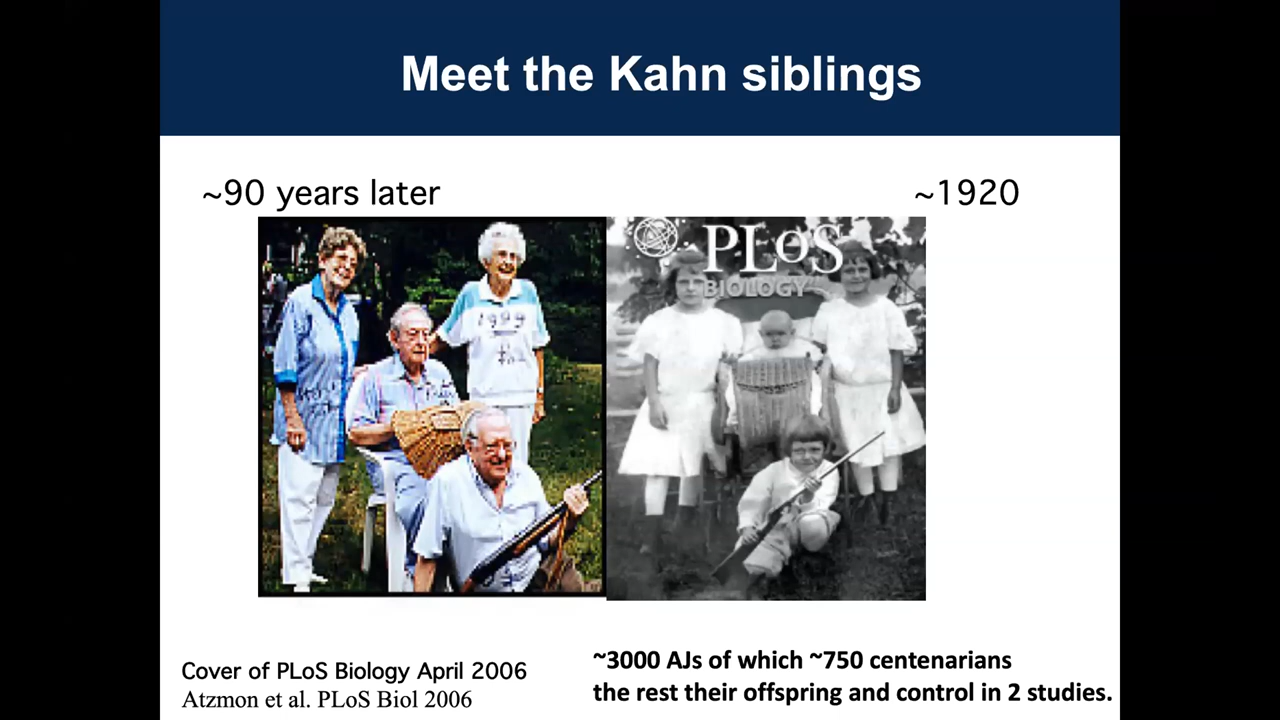 Meet the Kahn siblings
~90 years later
~1920
PLoS
BIOLOGY
1999
Cover of PLoS Biology April 2006
Atzmon et al. PLoS Biol 2006
~3000 AJs of which ~750 centenarians
the rest their offspring and control in 2 studies.